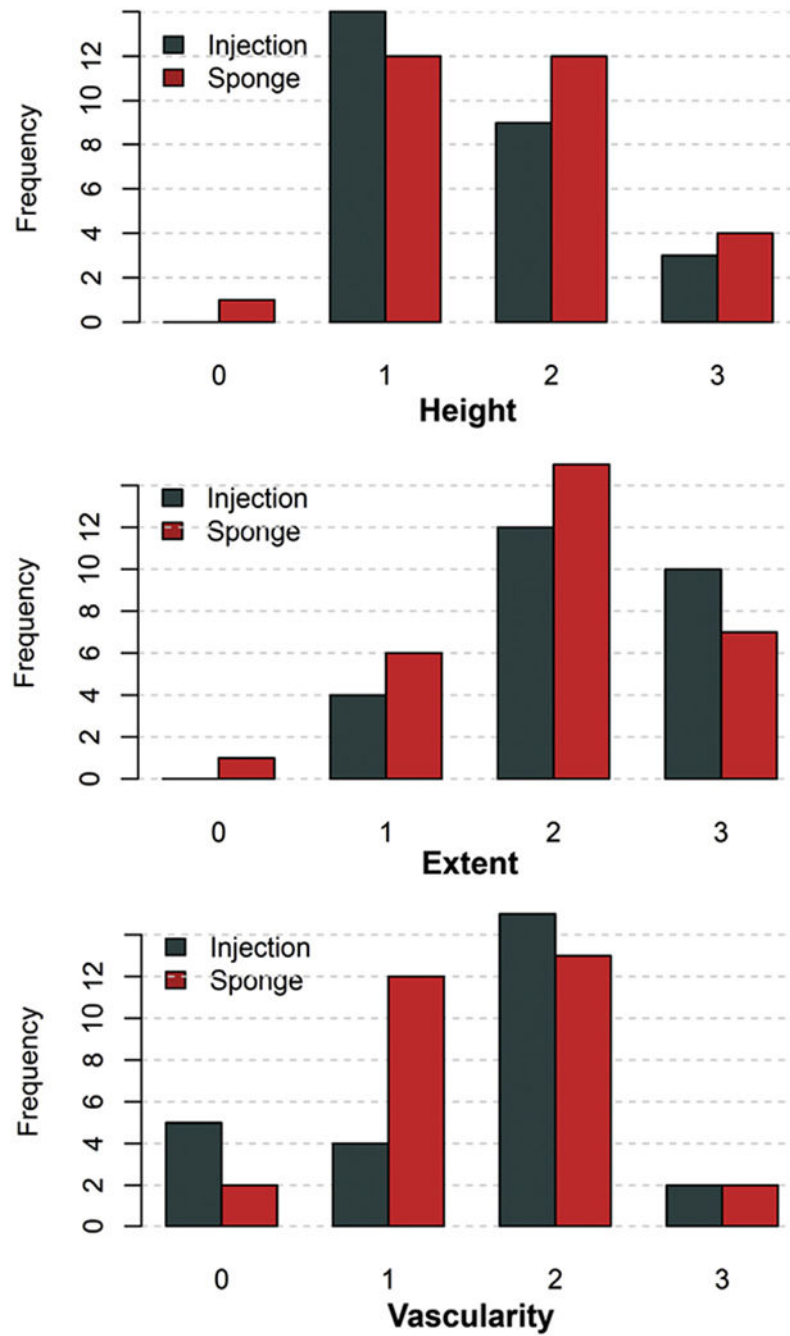 Injection
Sponge
Frequency
0 2 4 6 8 10 12
0 1 2 3
Height
Injection
Sponge
Frequency
0 2 4 6 8 10 12
0 1 2 3
Extent
Injection
Sponge
Frequency
0 2 4 6 8 10 12
0 1 2 3
Vascularity